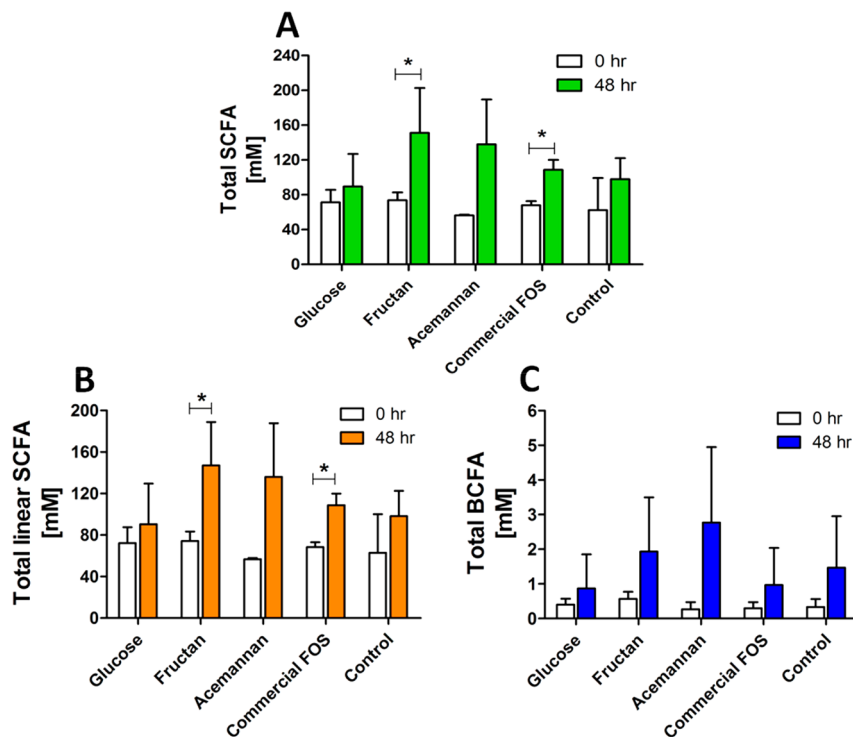 A
Total SCFA
[mM]
240
200
160
120
80
40
0
*
*
0 hr
48 hr
Glucose
Fructan
Acemannan
Commercial FOS
Control
B
Total linear SCFA
[mM]
200
160
120
80
40
0
*
*
0 hr
48 hr
Glucose
Fructan
Acemannan
Commercial FOS
Control
C
Total BCFA
[mM]
6
5
4
3
2
1
0
0 hr
48 hr
Glucose
Fructan
Acemannan
Commercial FOS
Control